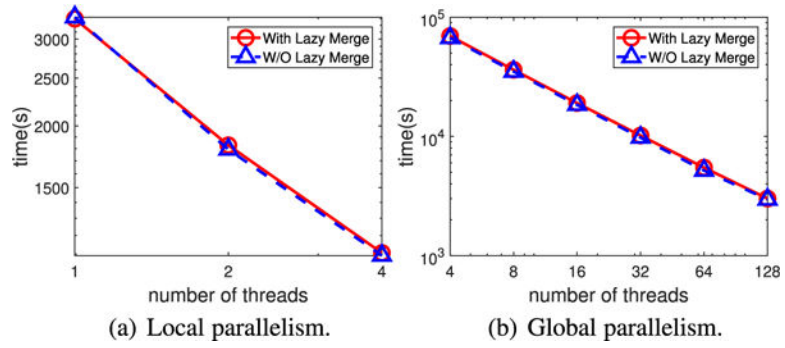 With Lazy Merge
W/O Lazy Merge
time(s)
3000
2500
2000
1500
1
2
4
number of threads
(a) Local parallelism.
With Lazy Merge
W/O Lazy Merge
time(s)
10^5
10^4
10^3
4
8
16
32
64
128
number of threads
(b) Global parallelism.